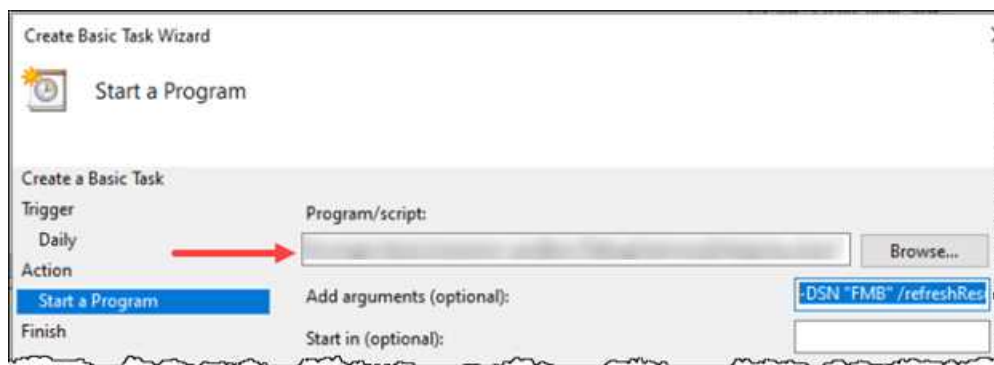 Create Basic Task Wizard
Start a Program
Create a Basic Task
Trigger
Program/script:
Daily
Browse...
Action
Start a Program
Add arguments (optional):
-DSN "FMB" /refreshRes
Finish
Start in (optional):